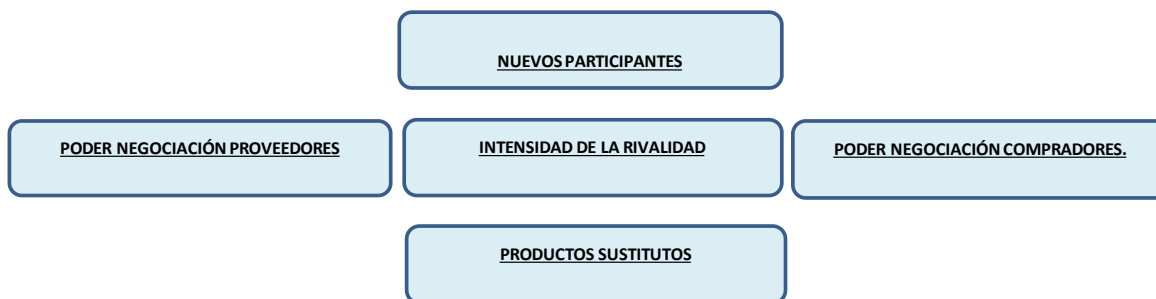 NUEVOS PARTICIPANTES
PODER NEGOCIACIÓN PROVEEDORES
INTENSIDAD DE LA RIVALIDAD
PODER NEGOCIACIÓN COMPRADORES.
PRODUCTOS SUSTITUTOS